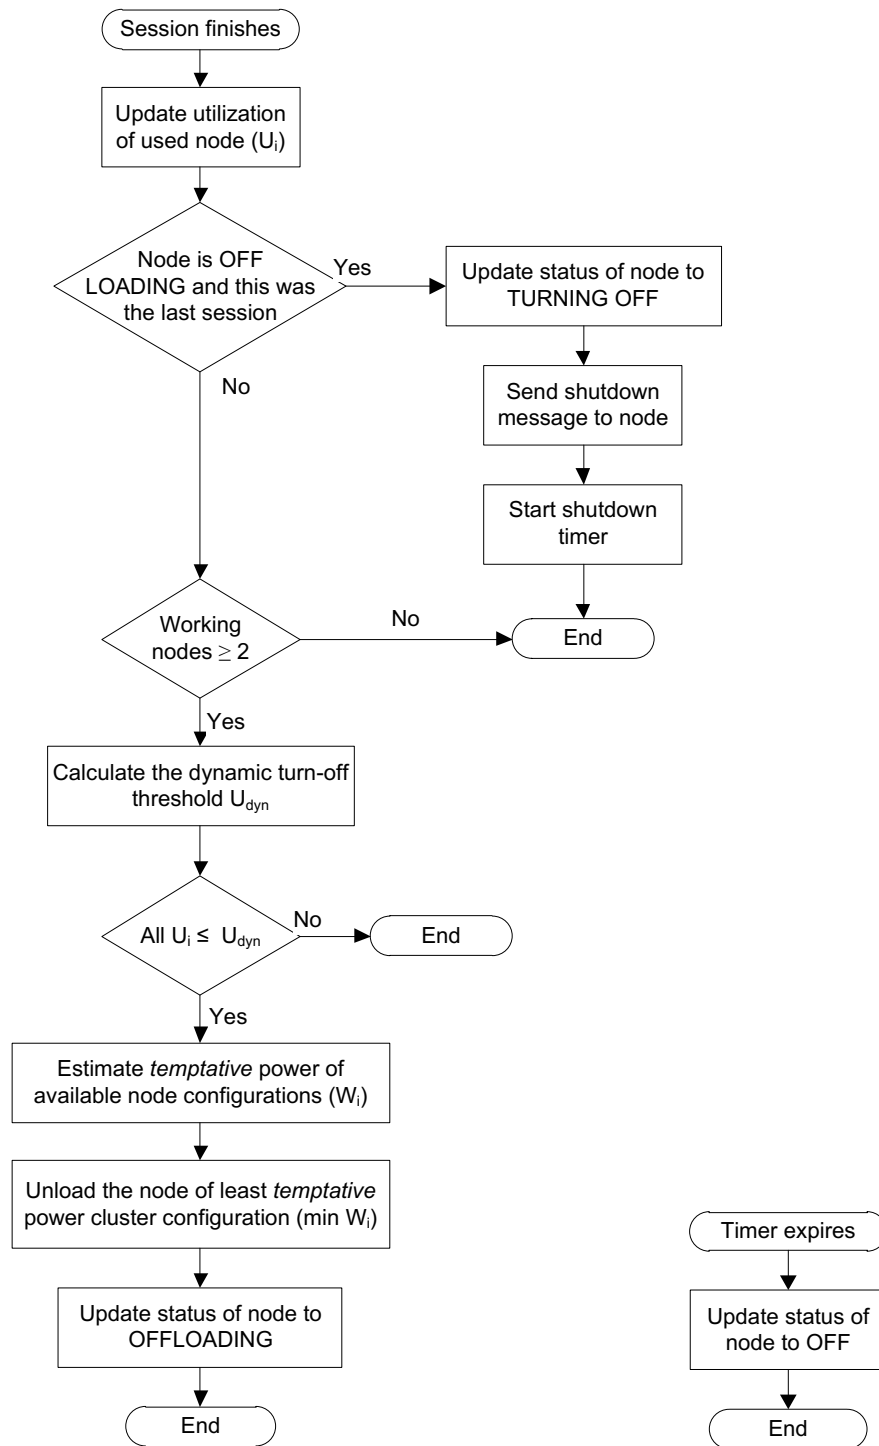 Session finishes
Update utilization
of used node (Uᵢ)
Node is OFF
LOADING and this was
the last session
Yes
Update status of node to
TURNING OFF
No
Send shutdown
message to node
Start shutdown
timer
Working
nodes ≥ 2
No
End
Yes
Calculate the dynamic turn-off
threshold U_dyn
All Uᵢ ≤ U_dyn
No
End
Yes
Estimate temptative power of
available node configurations (Wᵢ)
Unload the node of least temptative
power cluster configuration (min Wᵢ)
Update status of node to
OFFLOADING
End
Timer expires
Update status of
node to OFF
End